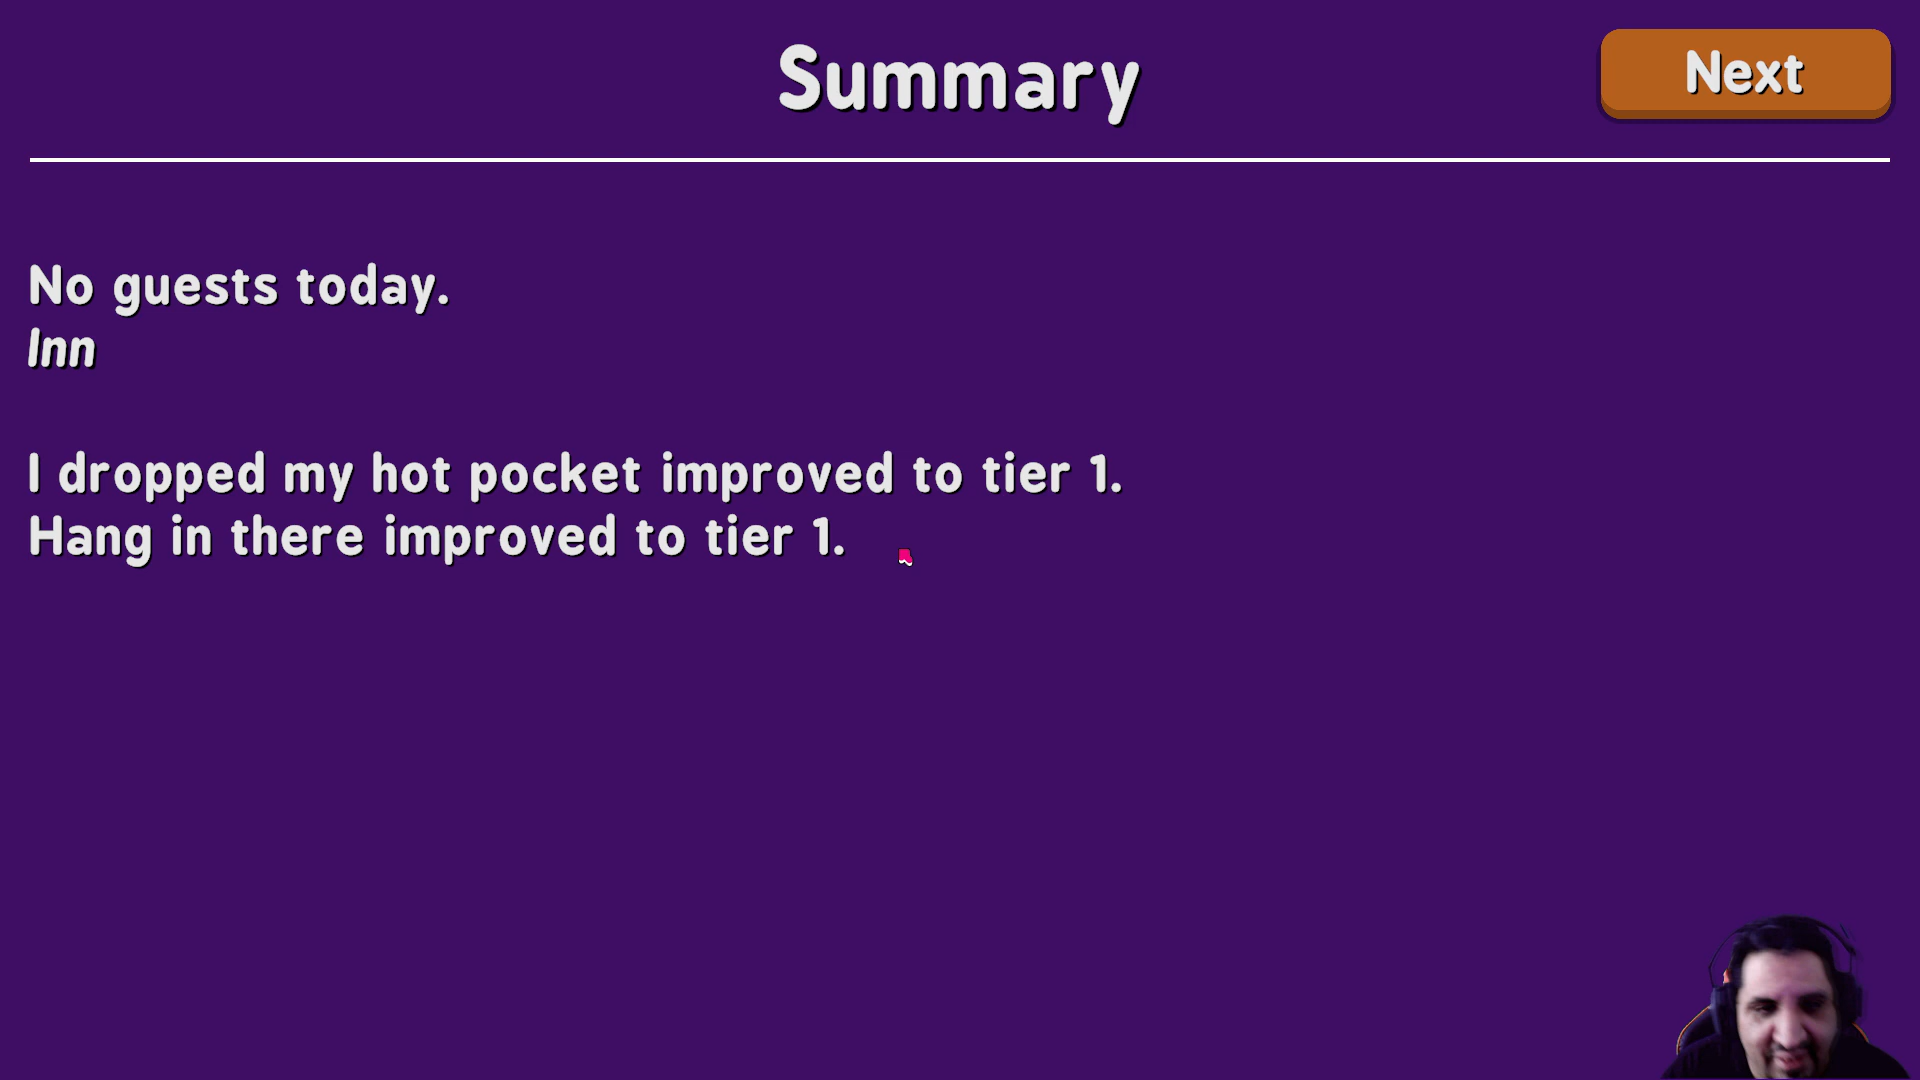 Summary
Next
No guests today.
Inn
I dropped my hot pocket improved to tier 1.
Hang in there improved to tier 1.